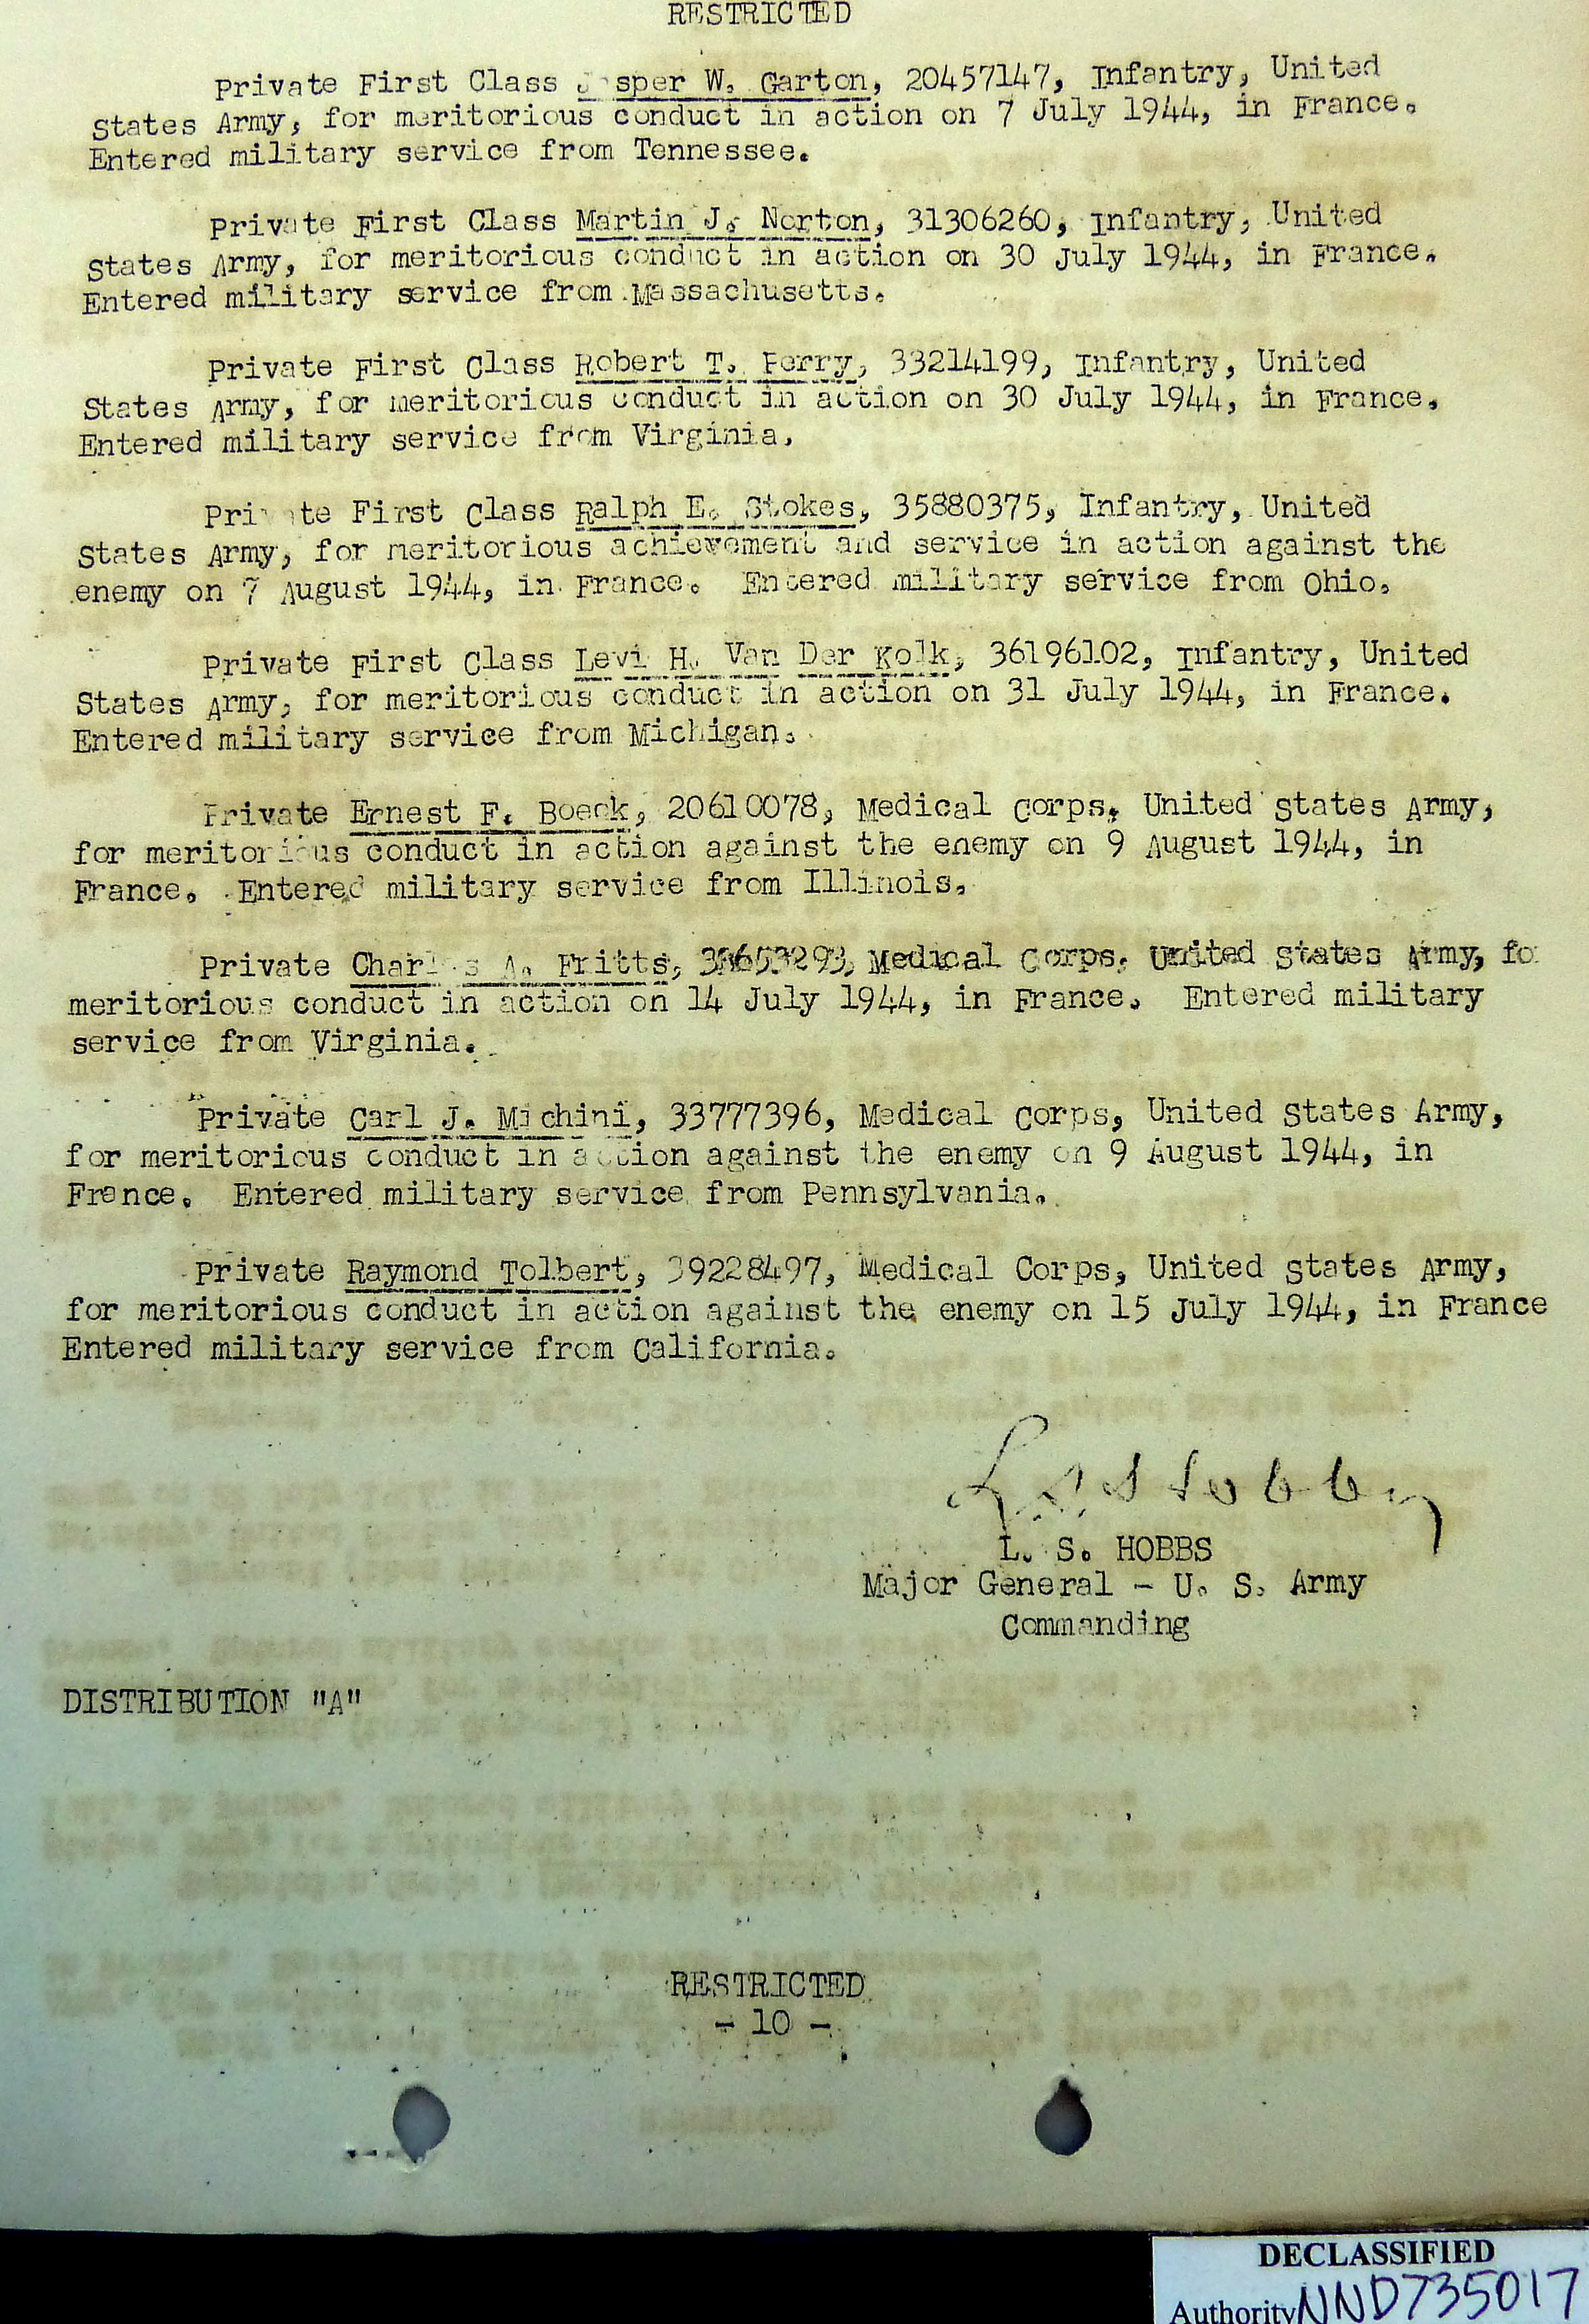 RESTRICTED
Private First Class Jasper W. Garton, 20457147, Infantry, United
States Army, for meritorious conduct in action on 7 July 1944, in France.
Entered military service from Tennessee.
Private First Class Martin J. Norton, 31306260, Infantry, United
States Army, for meritorious conduct in action on 30 July 1944, in France.
Entered military service from Massachusetts.
Private First Class Robert T. Perry, 33214199, Infantry, United
States Army, for meritorious conduct in action on 30 July 1944, in France.
Entered military service from Virginia.
Private First Class Ralph E. Stokes, 35880375, Infantry, United
States Army, for meritorious achievement and service in action against the
enemy on 7 August 1944, in France. Entered military service from Ohio.
Private First Class Levi H. Van Der Kolk, 36196102, Infantry, United
States Army, for meritorious conduct in action on 31 July 1944, in France.
Entered military service from Michigan.
Private Ernest F. Boeck, 20610078, Medical Corps, United States Army,
for meritorious conduct in action against the enemy on 9 August 1944, in
France. Entered military service from Illinois.
Private Charles A. Fritts, Medical Corps, United States Army, fo
meritorious conduct in action on 14 July 1944, in France. Entered military
service from Virginia.
Private Carl J. Michini, 33777396, Medical Corps, United States Army,
for meritorious conduct in action against the enemy on 9 August 1944, in
France. Entered military service from Pennsylvania.
Private Raymond Tolbert, 39228497, Medical Corps, United States Army,
for meritorious conduct in action against the enemy on 15 July 1944, in France
Entered military service from California.
L. S. HOBBS
Major General - U. S. Army
Commanding
DISTRIBUTION "A"
RESTRICTED
- 10 -
DECLASSIFIED
Authority NND735017